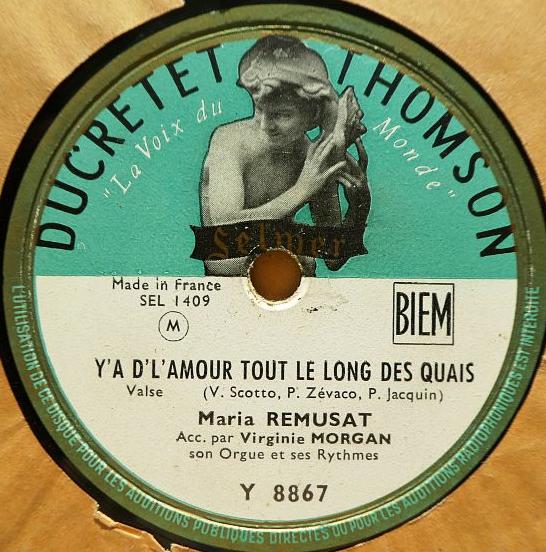 DUCRETET THOMSON
"La Voix du Monde"
Selmer
Made in France
SEL 1409
M
BIEM
Y'A D'L'AMOUR TOUT LE LONG DES QUAIS
Valse (V. Scotto, P. Zévaco, P. Jacquin)
Maria REMUSAT
Acc. par Virginie MORGAN
son Orgue et ses Rythmes
Y 8867
L'UTILISATION DE CE DISQUE POUR LES AUDITIONS PUBLIQUES DIRECTES OU POUR LES AUDITIONS RADIOPHONIQUES EST INTERDITE